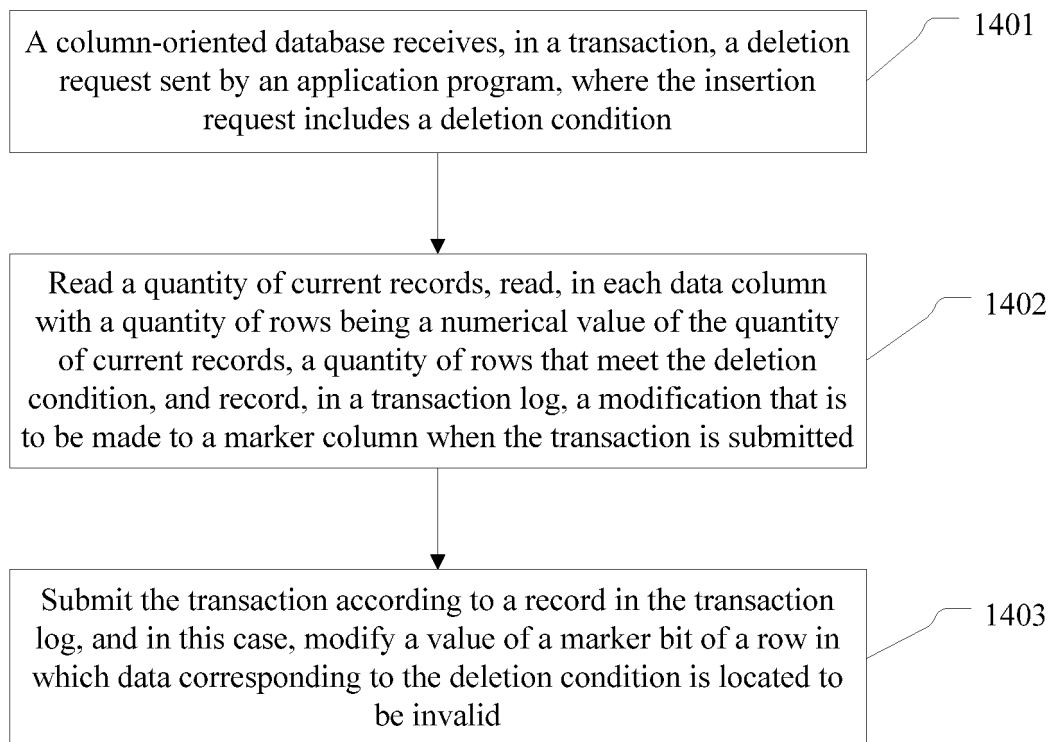 A column-oriented database receives, in a transaction, a deletion
request sent by an application program, where the insertion
request includes a deletion condition
1401
Read a quantity of current records, read, in each data column
with a quantity of rows being a numerical value of the quantity
of current records, a quantity of rows that meet the deletion
condition, and record, in a transaction log, a modification that is
to be made to a marker column when the transaction is submitted
1402
Submit the transaction according to a record in the transaction
log, and in this case, modify a value of a marker bit of a row in
which data corresponding to the deletion condition is located to
be invalid
1403